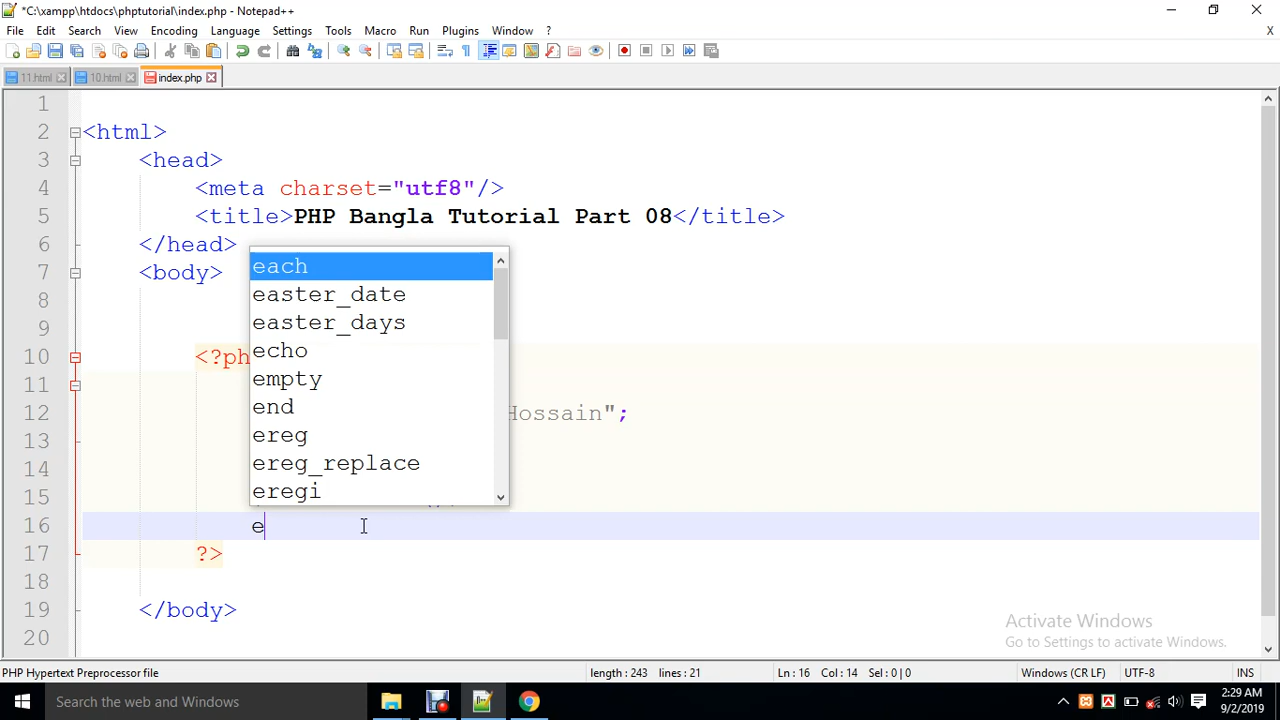 *C:\xampp\htdocs\phptutorial\index.php - Notepad++
File Edit Search View Encoding Language Settings Tools Macro Run Plugins Window ?
X
11.html 10.html index.php
1
2 <html>
3 <head>
4 <meta charset="utf8"/>
5 <title>PHP Bangla Tutorial Part 08</title>
6 </head>
7 <body>
8
9
10 <?ph
11
12 Hossain";
13
14
15
16 e
17 ?>
18
19 </body>
20
each
easter_date
easter_days
echo
empty
end
ereg
ereg_replace
eregi
Activate Windows
Go to Settings to activate Windows.
PHP Hypertext Preprocessor file length : 243 lines : 21 Ln : 16 Col : 14 Sel : 0 | 0 Windows (CR LF) UTF-8 INS
Search the web and Windows
2:29 AM
9/2/2019